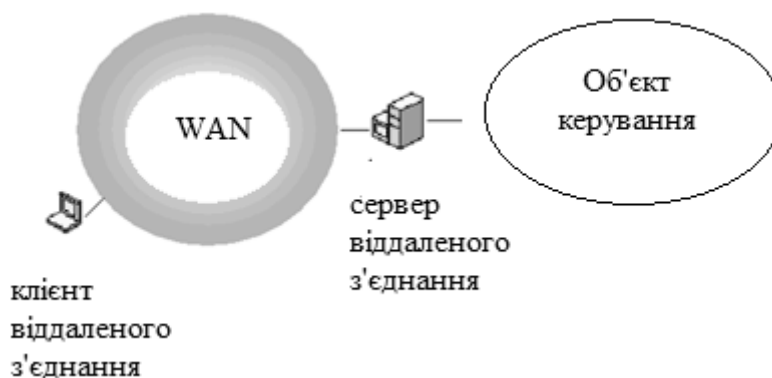 WAN
Об'єкт
керування
сервер
віддаленого
з'єднання
клієнт
віддаленого
з'єднання